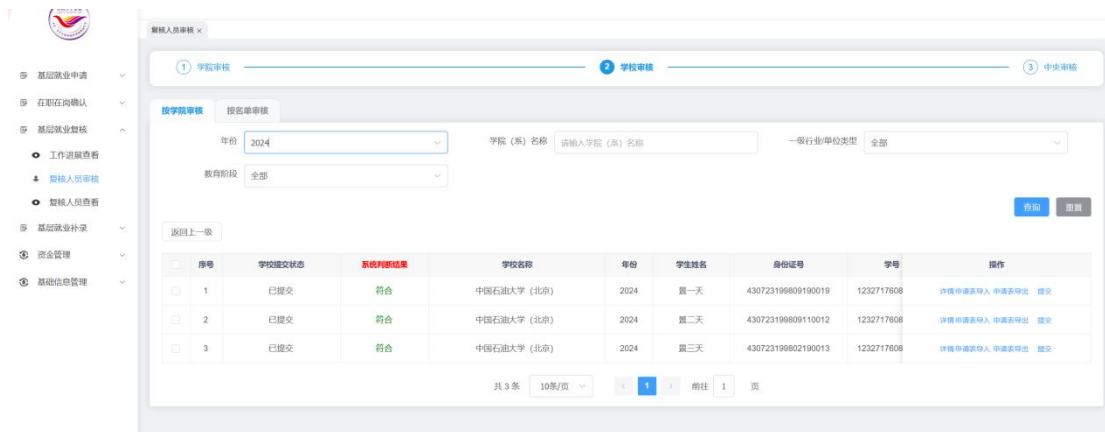 复核人员审核 ×
1 学院审核 2 学校审核 3 中央审核
基层就业申请
在职在岗确认
基层就业复核
工作进展查看
复核人员审核
复核人员查看
基层就业补录
资金管理
基础信息管理
按学院审核 按名单审核
年份 2024 学院（系）名称 请输入学院（系）名称 一级行业/单位类型 全部
教育阶段 全部
查询 重置
返回上一级
序号 学校提交状态 系统判断结果 学校名称 年份 学生姓名 身份证号 学号 操作
1 已提交 符合 中国石油大学（北京） 2024 一天 430723199809190019 1232717608 详情 申请表导入 申请表导出 提交
2 已提交 符合 中国石油大学（北京） 2024 二天 430723199809110012 1232717608 详情 申请表导入 申请表导出 提交
3 已提交 符合 中国石油大学（北京） 2024 三天 430723199802190013 1232717608 详情 申请表导入 申请表导出 提交
共 3 条 10条/页 1 前往 1 页